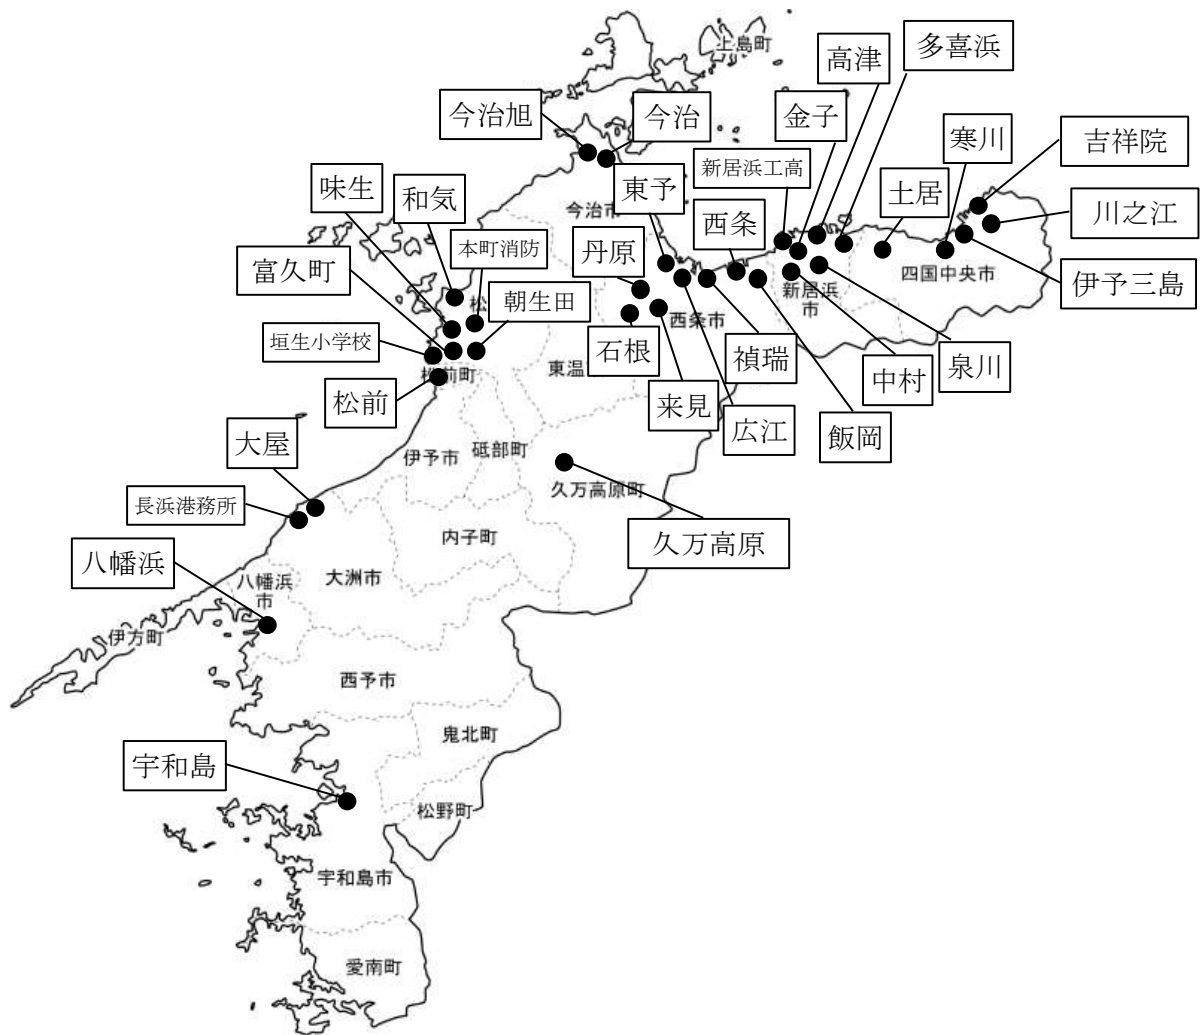 上島町
高津
多喜浜
今治旭
今治
金子
寒川
吉祥院
新居浜工高
東予
土居
味生
和気
今治市
西条
川之江
本町消防
丹原
富久町
四国中央市
伊予三島
松
朝生田
新居浜
市
垣生小学校
西条市
石根
禎瑞
泉川
松前町
東温
中村
松前
来見
広江
飯岡
大屋
伊予市
砥部町
久万高原町
長浜港務所
内子町
久万高原
八幡浜
大洲市
八幡浜
市
伊方町
西予市
鬼北町
宇和島
松野町
宇和島市
愛南町